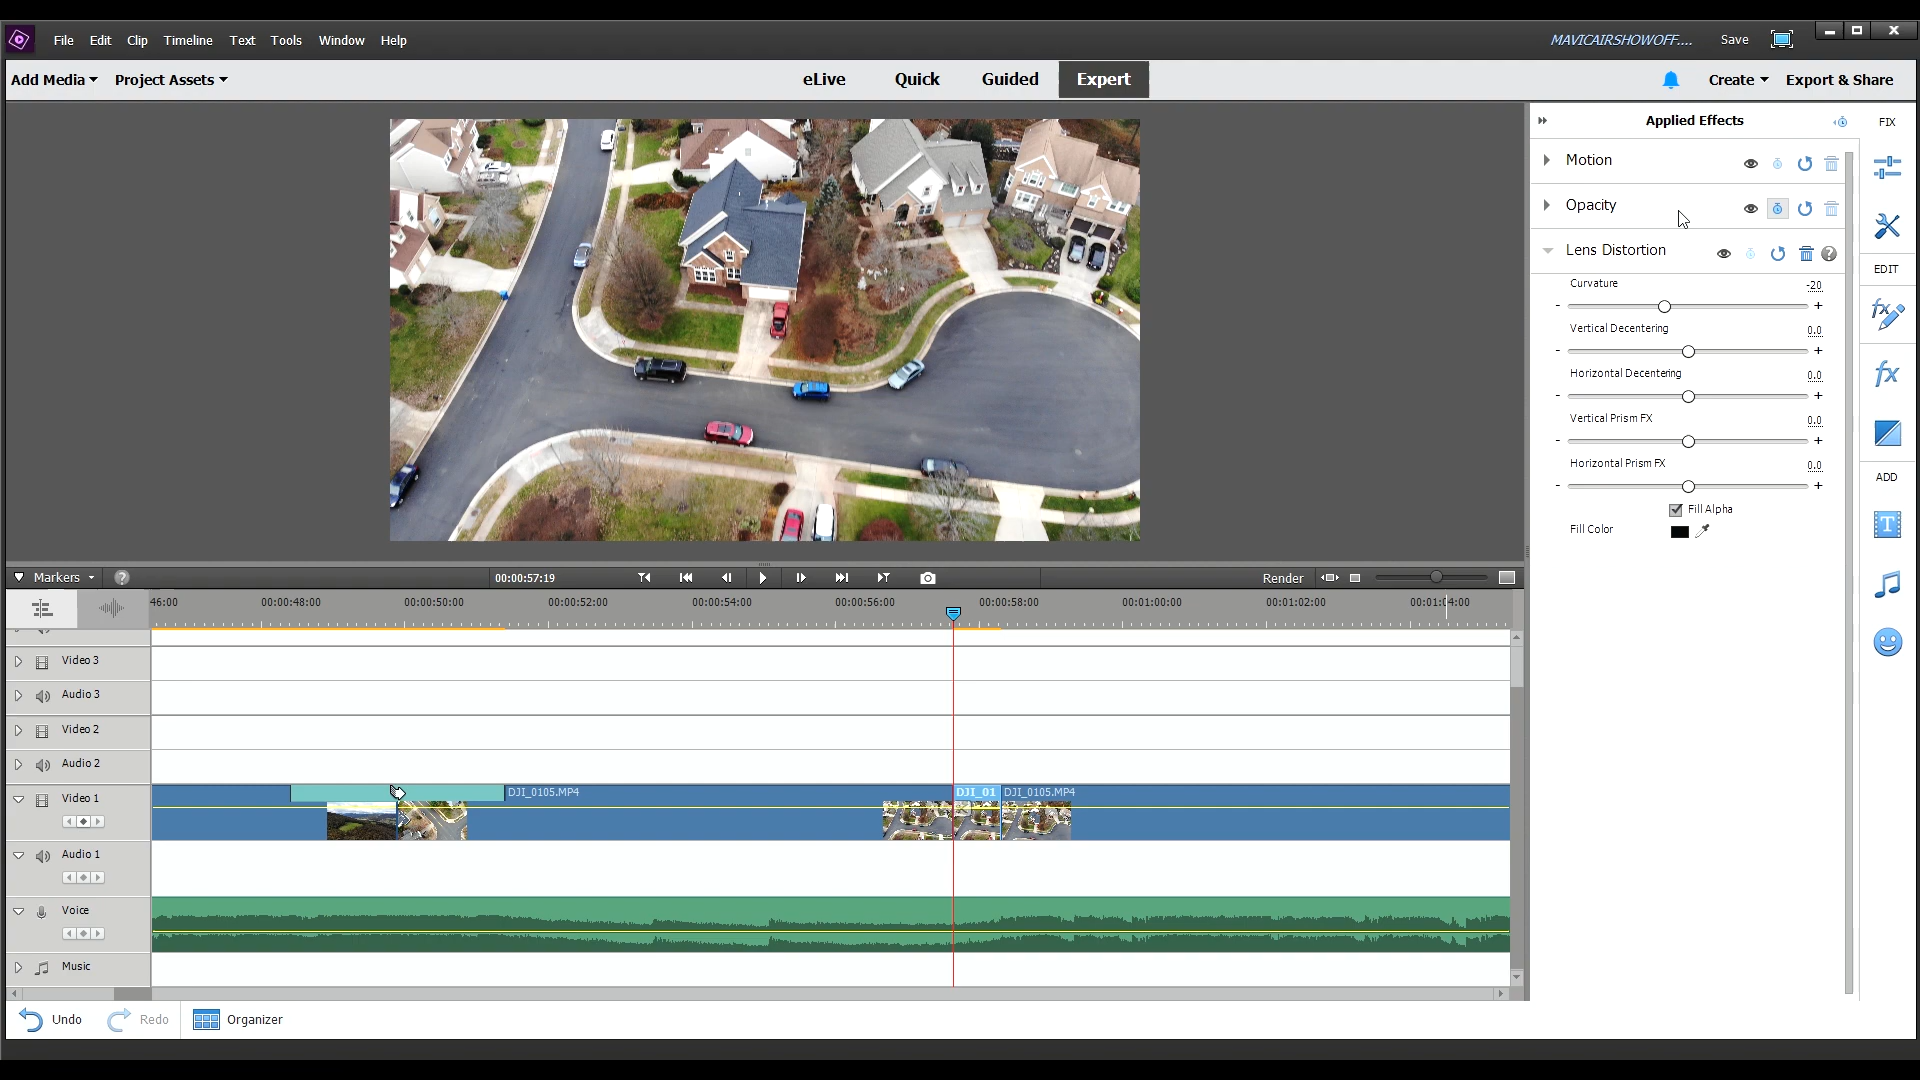 File Edit Clip Timeline Text Tools Window Help
MAVICAIRSHOWOFF....
Save
Add Media
Project Assets
eLive
Quick
Guided
Expert
Create
Export & Share
Applied Effects
FIX
Motion
Opacity
EDIT
Lens Distortion
Curvature
-20
- +
Vertical Decentering
0.0
- +
Horizontal Decentering
0.0
- +
Vertical Prism FX
0.0
- +
Horizontal Prism FX
0.0
- +
ADD
Fill Alpha
Fill Color
Markers
00:00:57:19
Render
46:00 00:00:48:00 00:00:50:00 00:00:52:00 00:00:54:00 00:00:56:00 00:00:58:00 00:01:00:00 00:01:02:00 00:01:04:00
Video 3
Audio 3
Video 2
Audio 2
Video 1
DJI_0105.MP4
DJI_01
DJI_0105.MP4
Audio 1
Voice
Music
Undo
Redo
Organizer